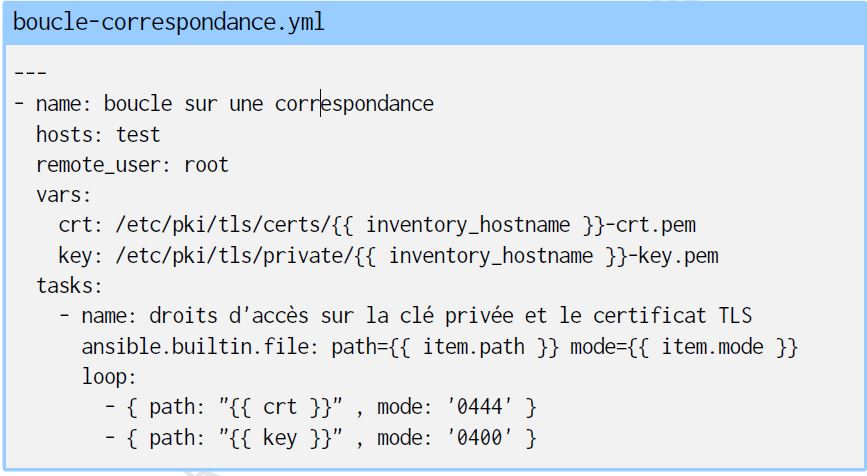 boucle-correspondance.yml
---
- name: boucle sur une correspondance
  hosts: test
  remote_user: root
  vars:
    crt: /etc/pki/tls/certs/{{ inventory_hostname }}-crt.pem
    key: /etc/pki/tls/private/{{ inventory_hostname }}-key.pem
  tasks:
    - name: droits d'accès sur la clé privée et le certificat TLS
      ansible.builtin.file: path={{ item.path }} mode={{ item.mode }}
      loop:
        - { path: "{{ crt }}" , mode: '0444' }
        - { path: "{{ key }}" , mode: '0400' }